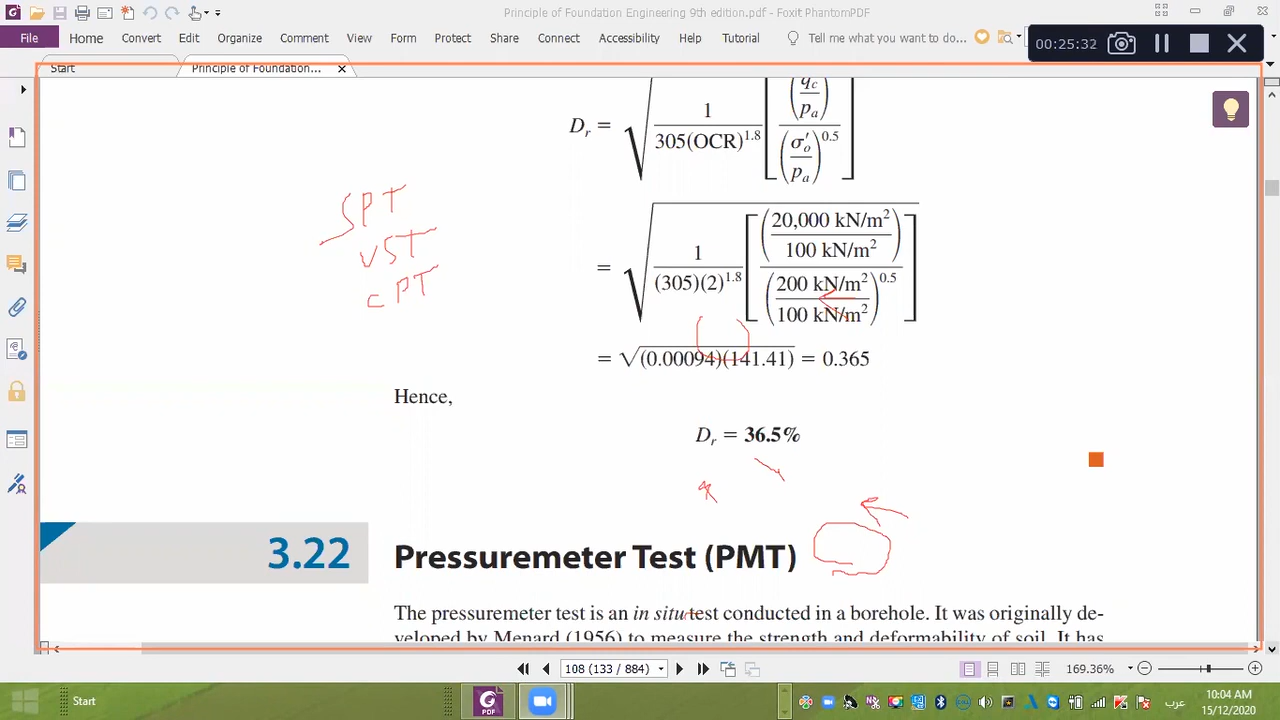 Principle of Foundation Engineering 9th edition.pdf - Foxit PhantomPDF
File Home Convert Edit Organize Comment View Form Protect Share Connect Accessibility Help Tutorial Tell me what you want to do...
00:25:32
Start Principle of Foundation...
D_r = √(1/305(OCR)^1.8 [(q_c/p_a)/(σ'_o/p_a)^0.5])
SPT
VST
CPT
= √(1/(305)(2)^1.8 [(20,000 kN/m²/100 kN/m²)/(200 kN/m²/100 kN/m²)^0.5])
= √(0.00094)(141.41) = 0.365
Hence,
D_r = 36.5%
3.22 Pressuremeter Test (PMT)
The pressuremeter test is an in situ test conducted in a borehole. It was originally de-
veloped by Menard (1956) to measure the strength and deformability of soil. It has
108 (133 / 884) 169.36%
Start
PDF
عرب
10:04 AM
15/12/2020